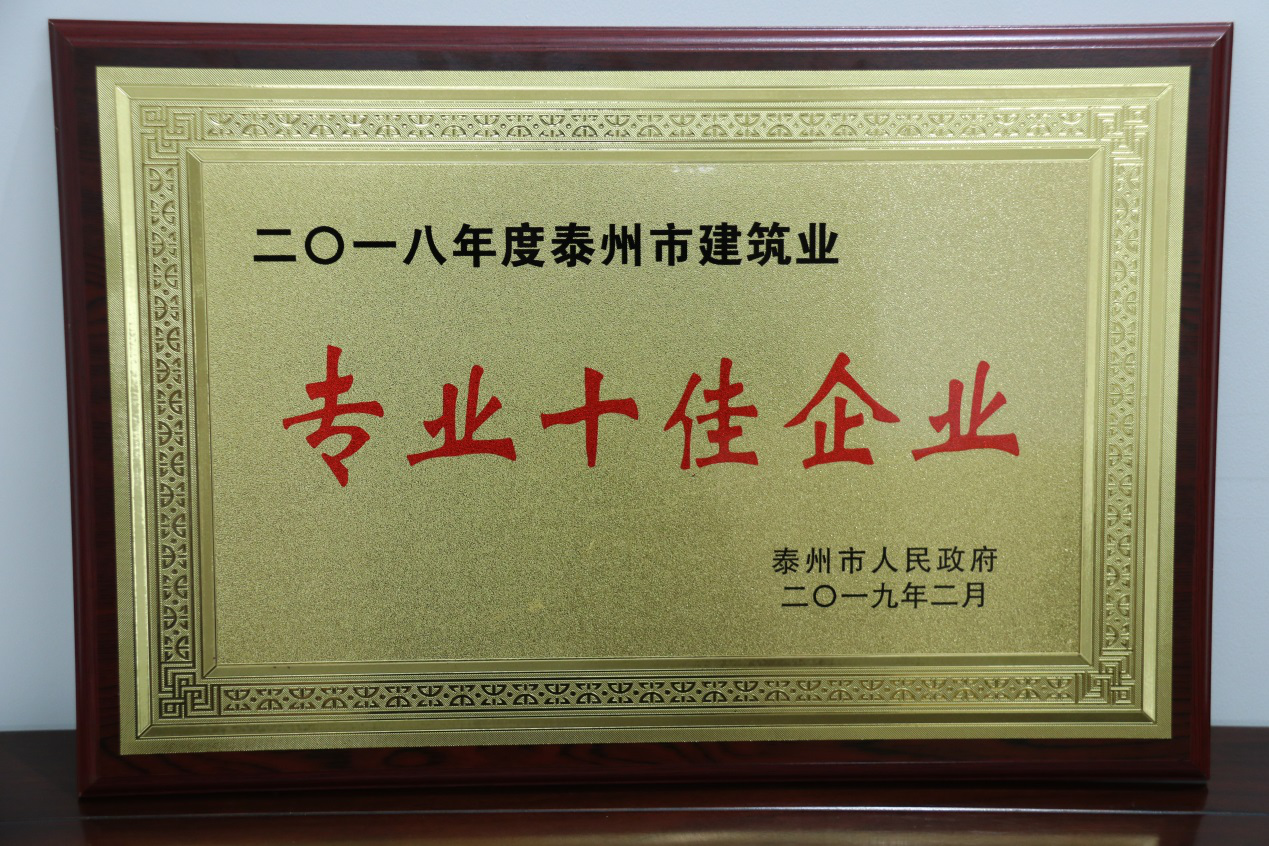 二〇一八年度泰州市建筑业
专业十佳企业
泰州市人民政府
二〇一九年二月